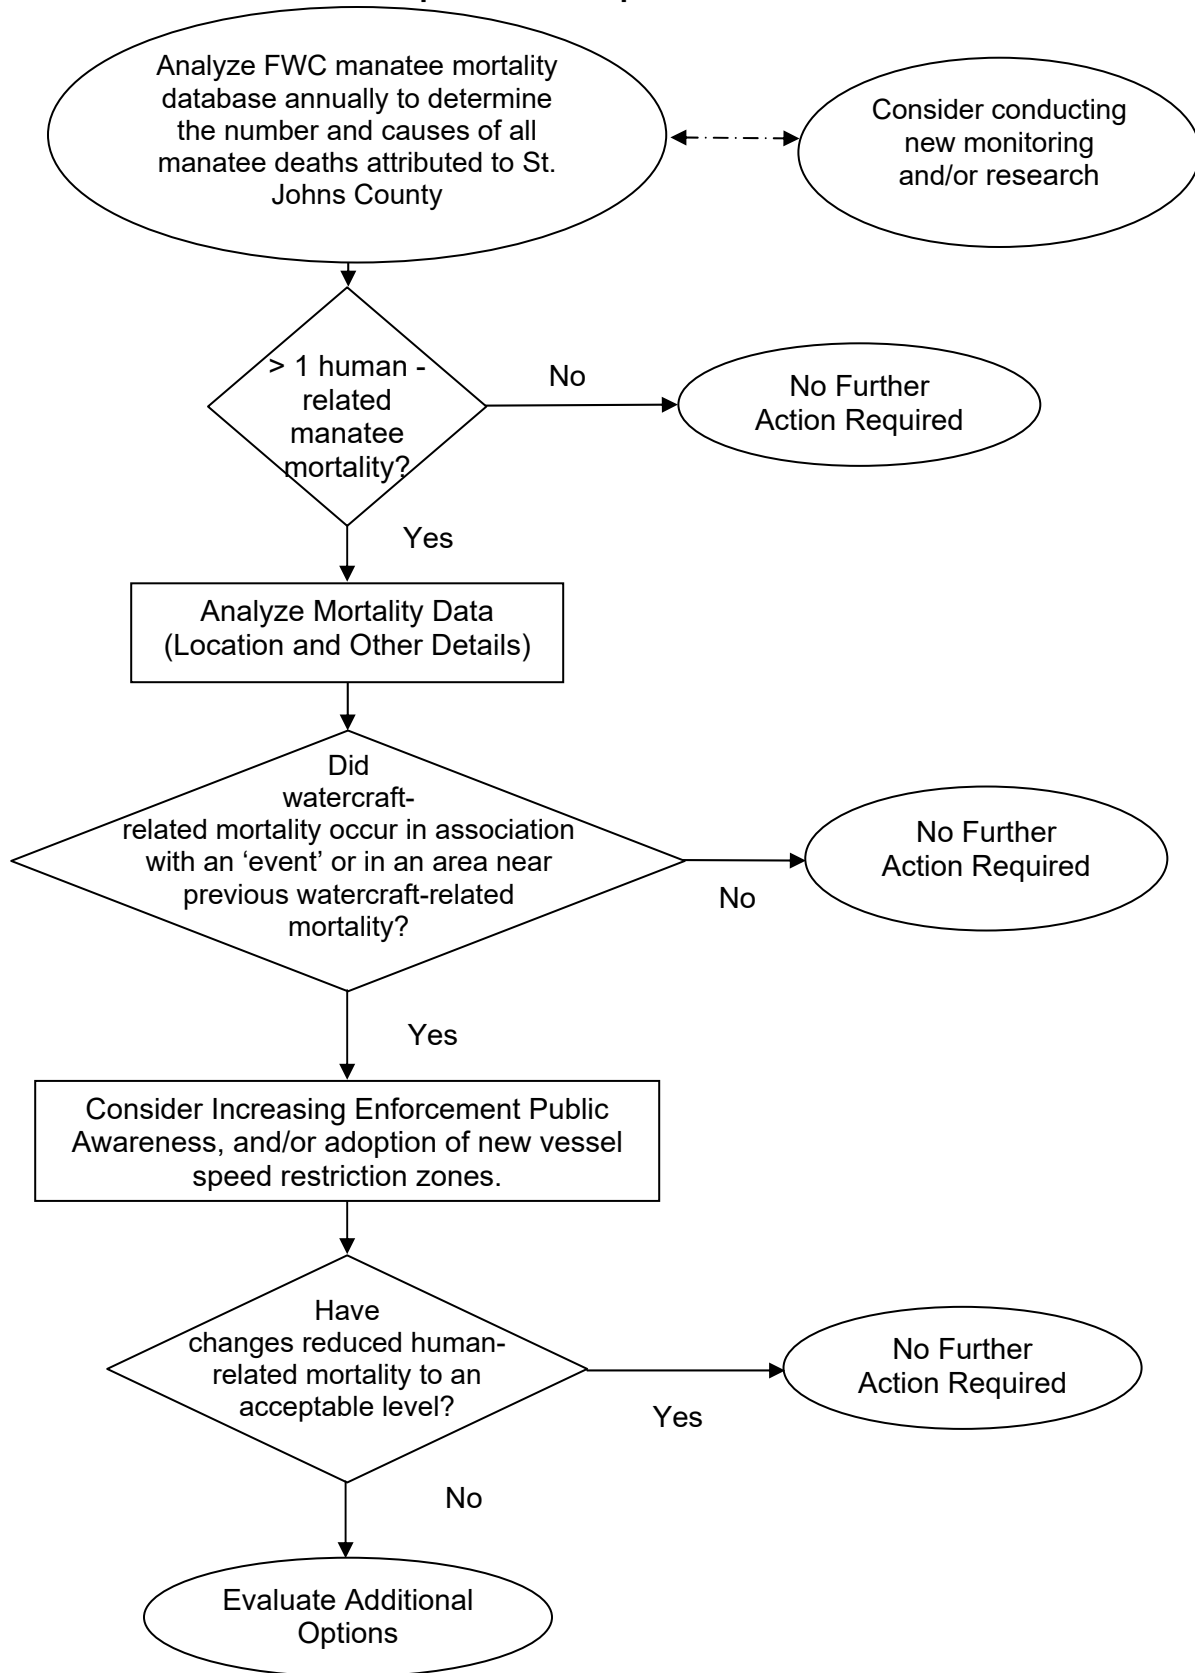 Analyze FWC manatee mortality
database annually to determine
the number and causes of all
manatee deaths attributed to St.
Johns County
Consider conducting
new monitoring
and/or research
> 1 human -
related
manatee
mortality?
No
No Further
Action Required
Yes
Analyze Mortality Data
(Location and Other Details)
Did
watercraft-
related mortality occur in association
with an ‘event’ or in an area near
previous watercraft-related
mortality?
No
No Further
Action Required
Yes
Consider Increasing Enforcement Public
Awareness, and/or adoption of new vessel
speed restriction zones.
Have
changes reduced human-
related mortality to an
acceptable level?
Yes
No Further
Action Required
No
Evaluate Additional
Options